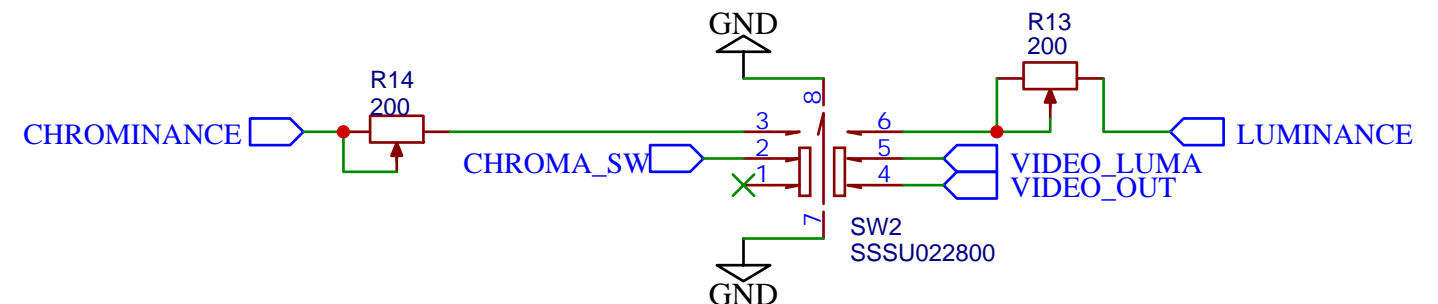 GND
R13
200
R14
200
8
CHROMINANCE
3
6
LUMINANCE
CHROMA_SW
2
5
VIDEO_LUMA
1
4
VIDEO_OUT
7
SW2
SSSU022800
GND